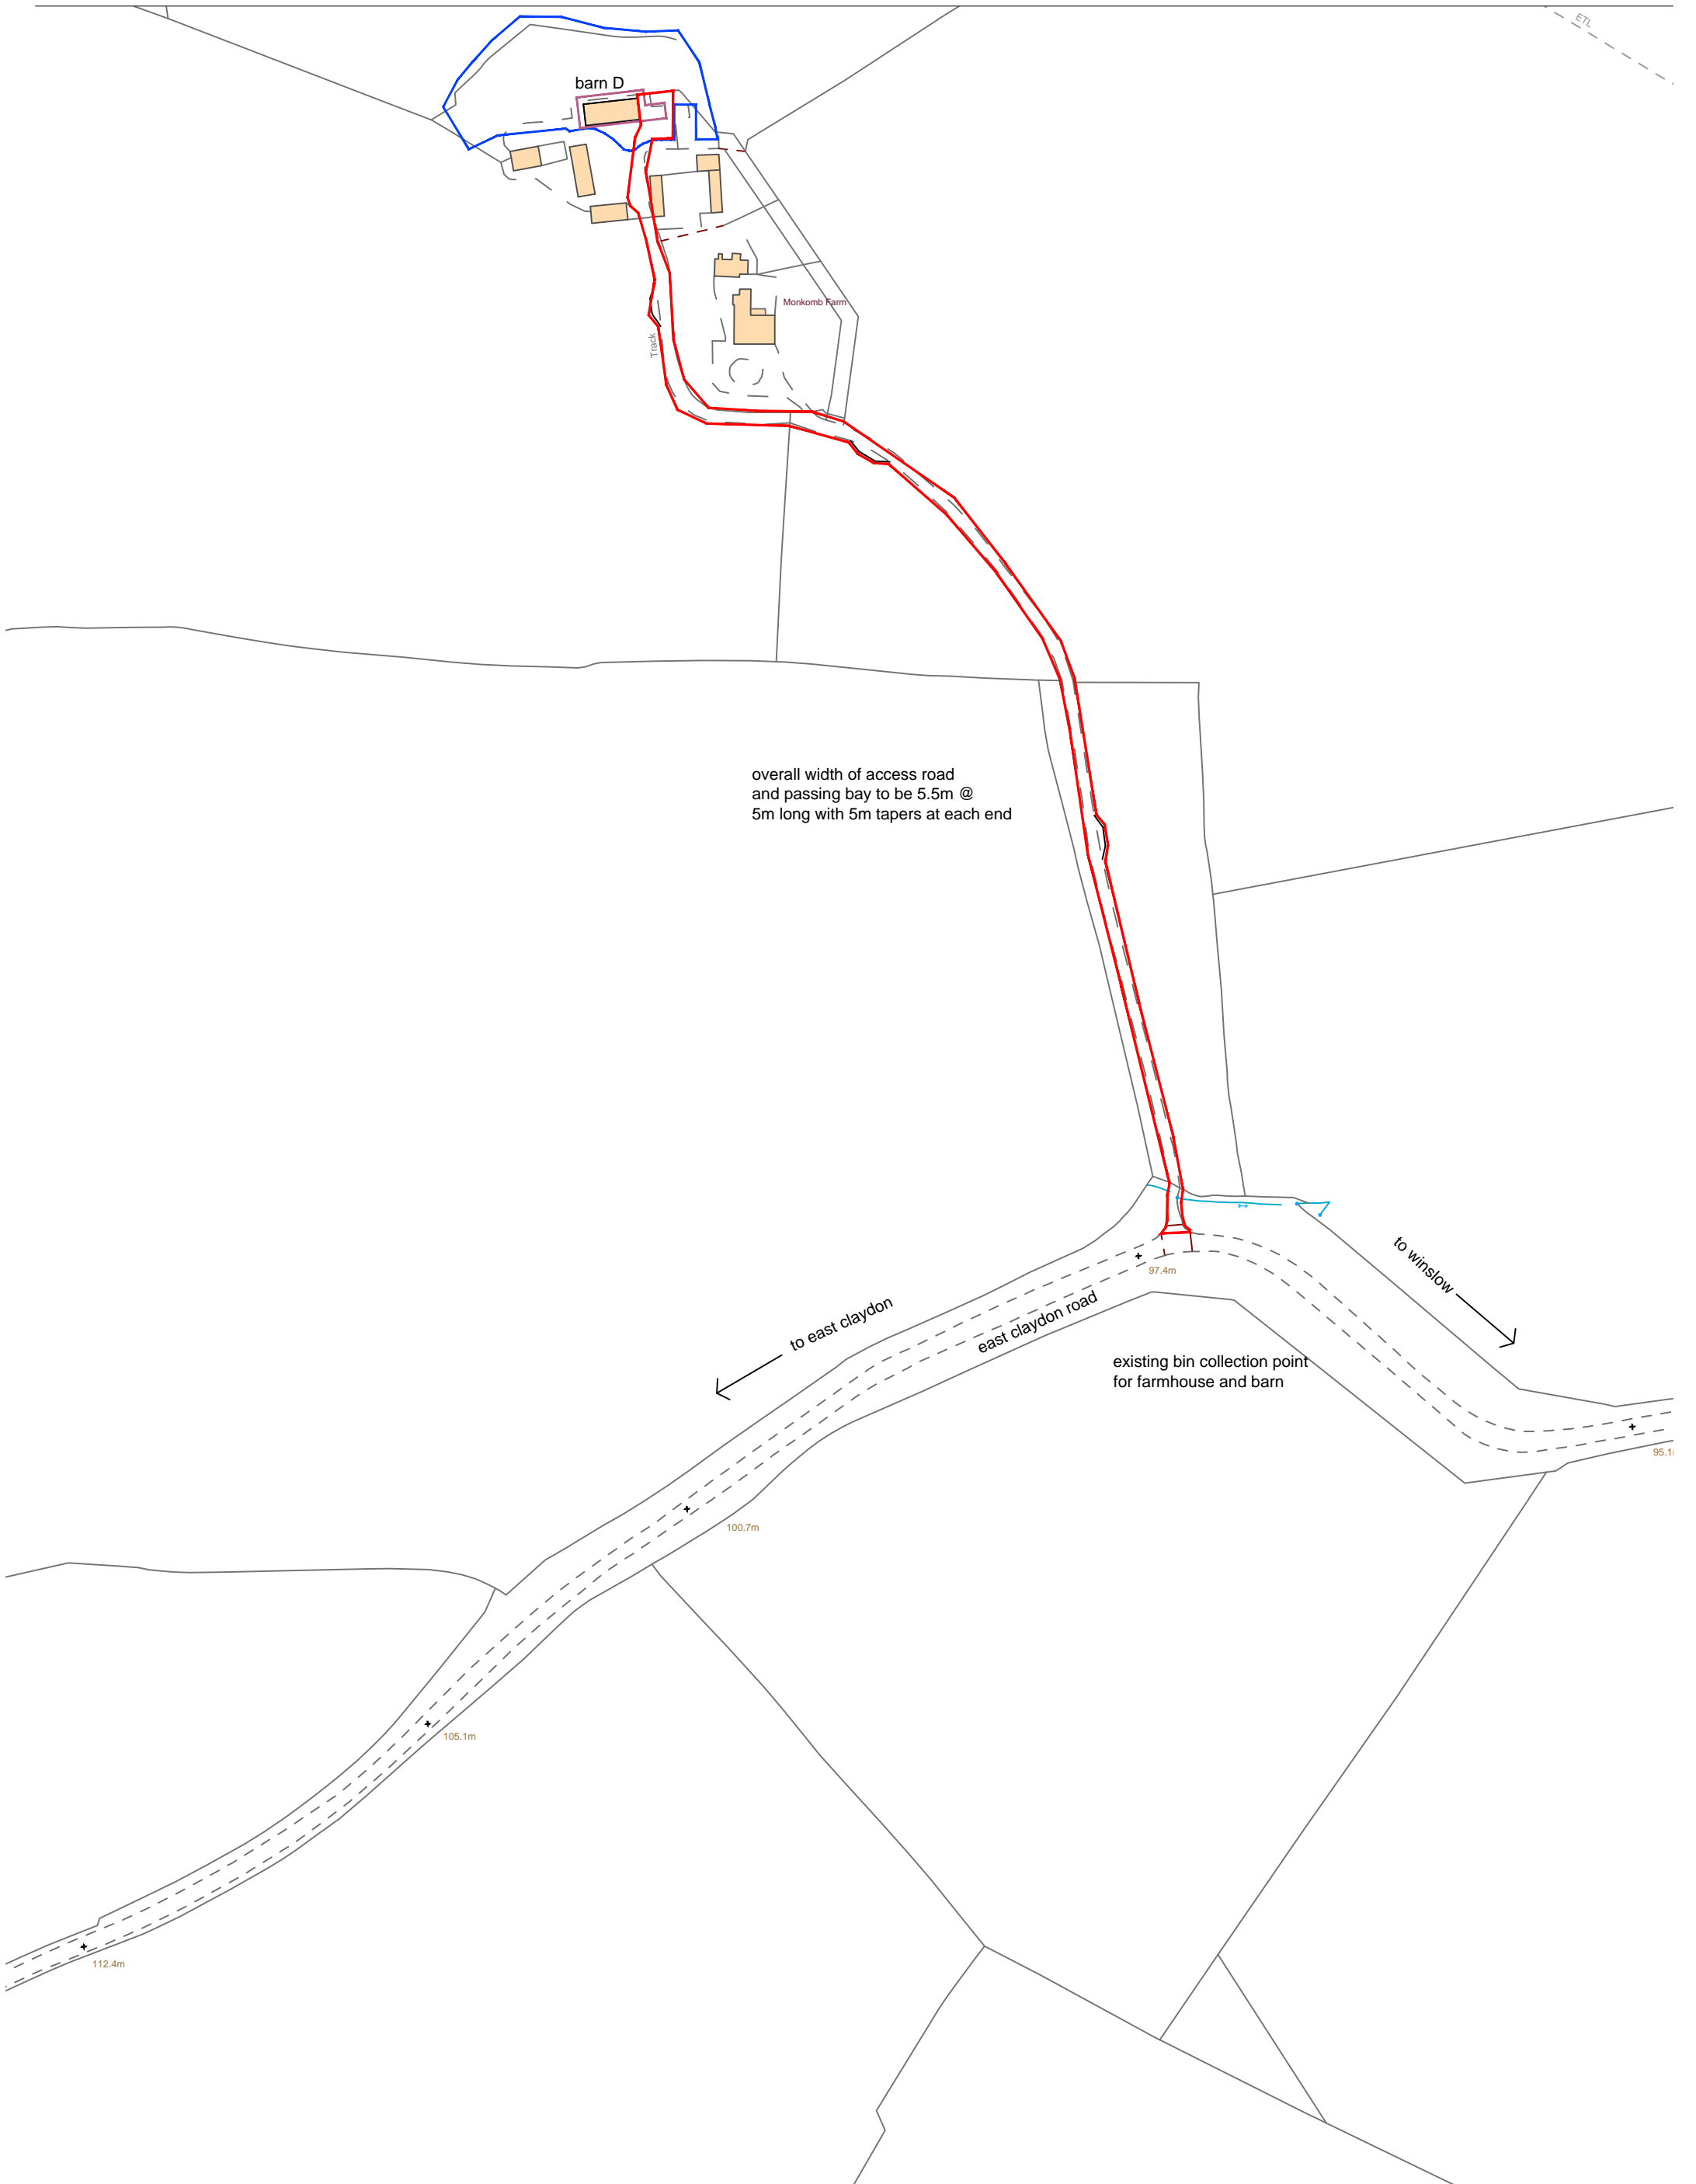 ETL
barn D
Monkomb Farm
Track
overall width of access road
and passing bay to be 5.5m @
5m long with 5m tapers at each end
to winslow
97.4m
to east claydon
east claydon road
existing bin collection point
for farmhouse and barn
95.1
100.7m
105.1m
112.4m